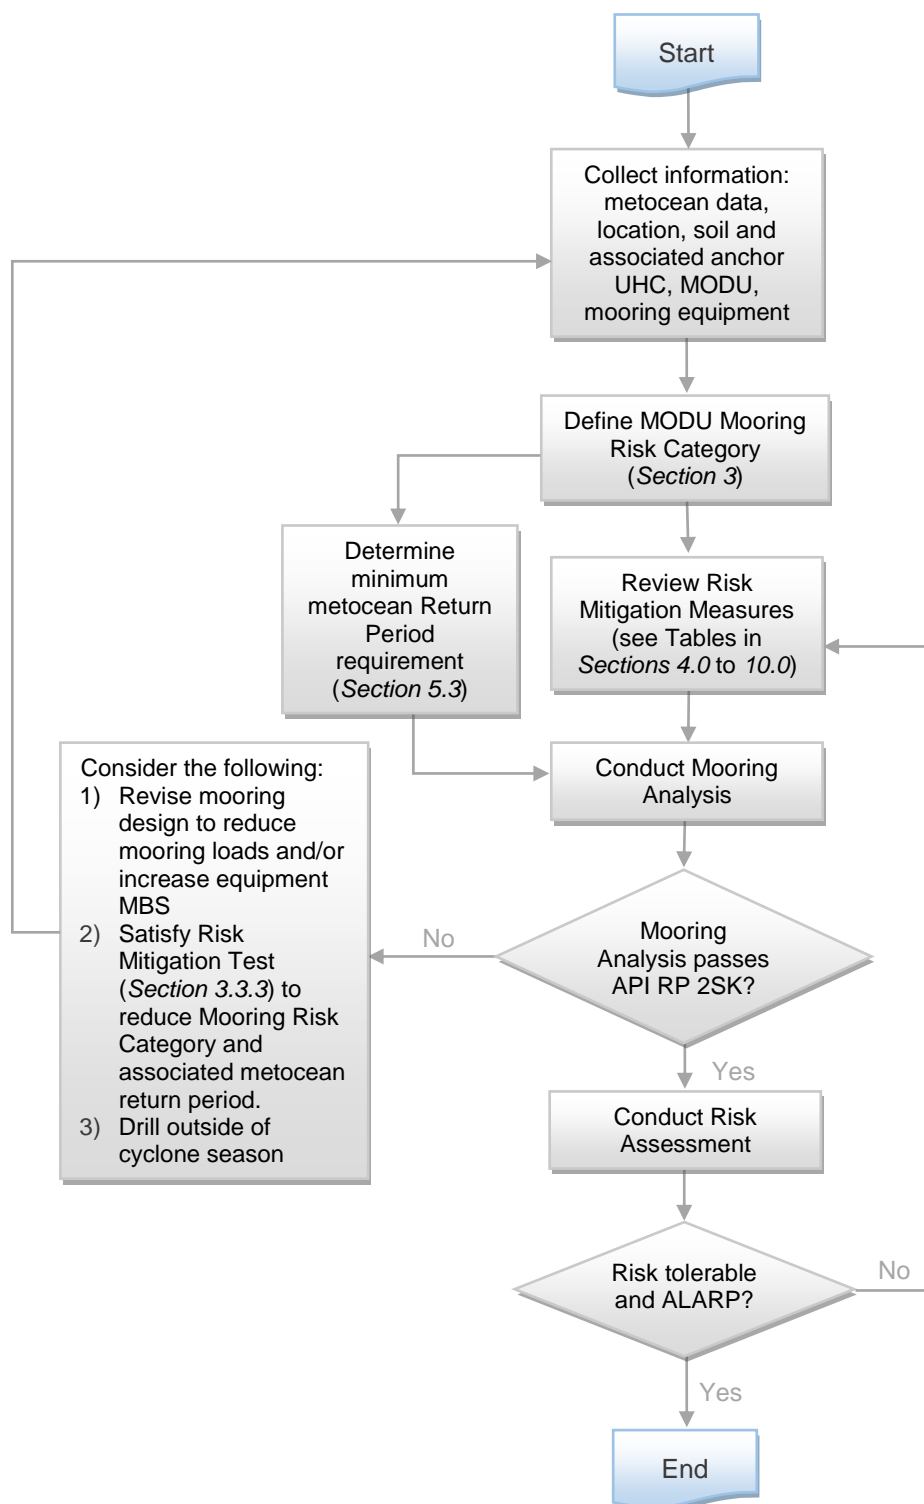 Start
Collect information:
metocean data,
location, soil and
associated anchor
UHC, MODU,
mooring equipment
Define MODU Mooring
Risk Category
(Section 3)
Determine
minimum
metocean Return
Period
requirement
(Section 5.3)
Review Risk
Mitigation Measures
(see Tables in
Sections 4.0 to 10.0)
Conduct Mooring
Analysis
Mooring
Analysis passes
API RP 2SK?
No
Consider the following:
1) Revise mooring
design to reduce
mooring loads and/or
increase equipment
MBS
2) Satisfy Risk
Mitigation Test
(Section 3.3.3) to
reduce Mooring Risk
Category and
associated metocean
return period.
3) Drill outside of
cyclone season
Yes
Conduct Risk
Assessment
Risk tolerable
and ALARP?
No
Yes
End